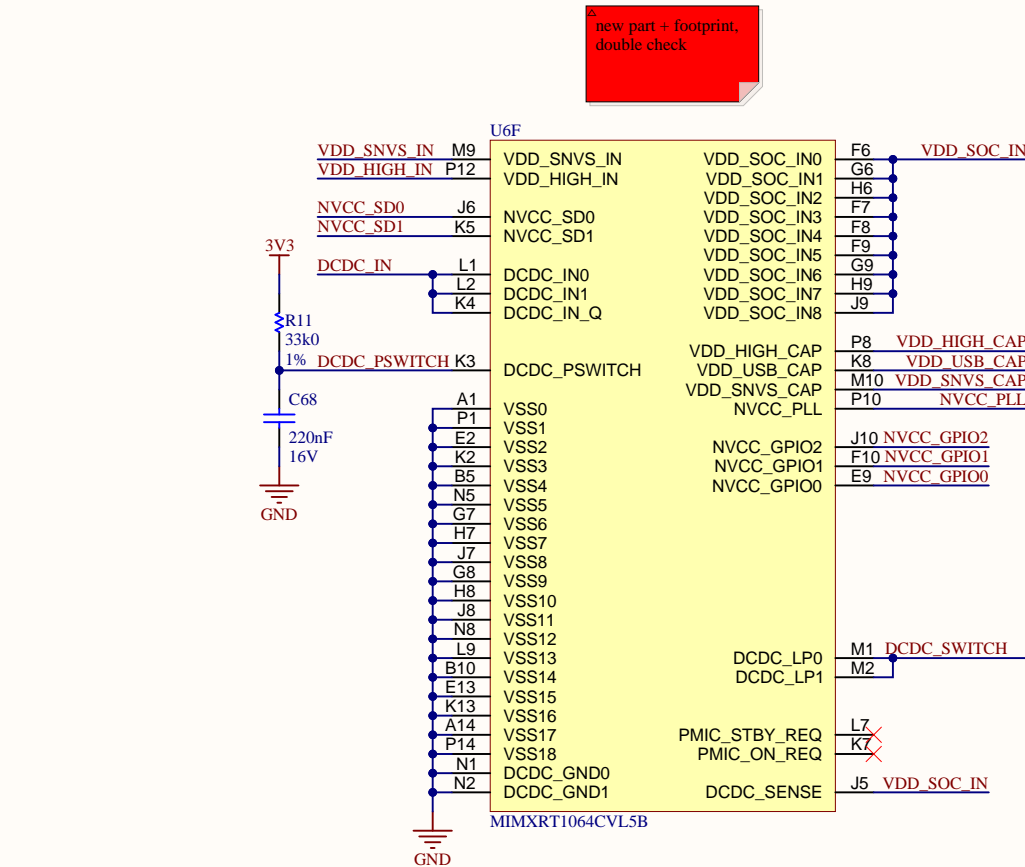 new part + footprint,
double check
U6F
VDD_SNVS_IN M9 VDD_SNVS_IN VDD_SOC_IN0 F6 VDD_SOC_IN
VDD_HIGH_IN P12 VDD_HIGH_IN VDD_SOC_IN1 G6
VDD_SOC_IN2 H6
NVCC_SD0 J6 NVCC_SD0 VDD_SOC_IN3 F7
NVCC_SD1 K5 NVCC_SD1 VDD_SOC_IN4 F8
3V3 VDD_SOC_IN5 F9
DCDC_IN L1 DCDC_IN0 VDD_SOC_IN6 G9
L2 DCDC_IN1 VDD_SOC_IN7 H9
K4 DCDC_IN_Q VDD_SOC_IN8 J9
R11
33k0
1%
VDD_HIGH_CAP P8 VDD_HIGH_CAP
DCDC_PSWITCH K3 DCDC_PSWITCH VDD_USB_CAP K8 VDD_USB_CAP
VDD_SNVS_CAP M10 VDD_SNVS_CAP
C68
220nF
16V
GND
A1 VSS0 NVCC_PLL P10 NVCC_PLL
P1 VSS1
E2 VSS2 NVCC_GPIO2 J10 NVCC_GPIO2
K2 VSS3 NVCC_GPIO1 F10 NVCC_GPIO1
B5 VSS4 NVCC_GPIO0 E9 NVCC_GPIO0
N5 VSS5
G7 VSS6
H7 VSS7
J7 VSS8
G8 VSS9
H8 VSS10
J8 VSS11
N8 VSS12
L9 VSS13 DCDC_LP0 M1 DCDC_SWITCH
B10 VSS14 DCDC_LP1 M2
E13 VSS15
K13 VSS16
A14 VSS17 PMIC_STBY_REQ L7
P14 VSS18 PMIC_ON_REQ K7
N1 DCDC_GND0
N2 DCDC_GND1 DCDC_SENSE J5 VDD_SOC_IN
MIMXRT1064CVL5B
GND